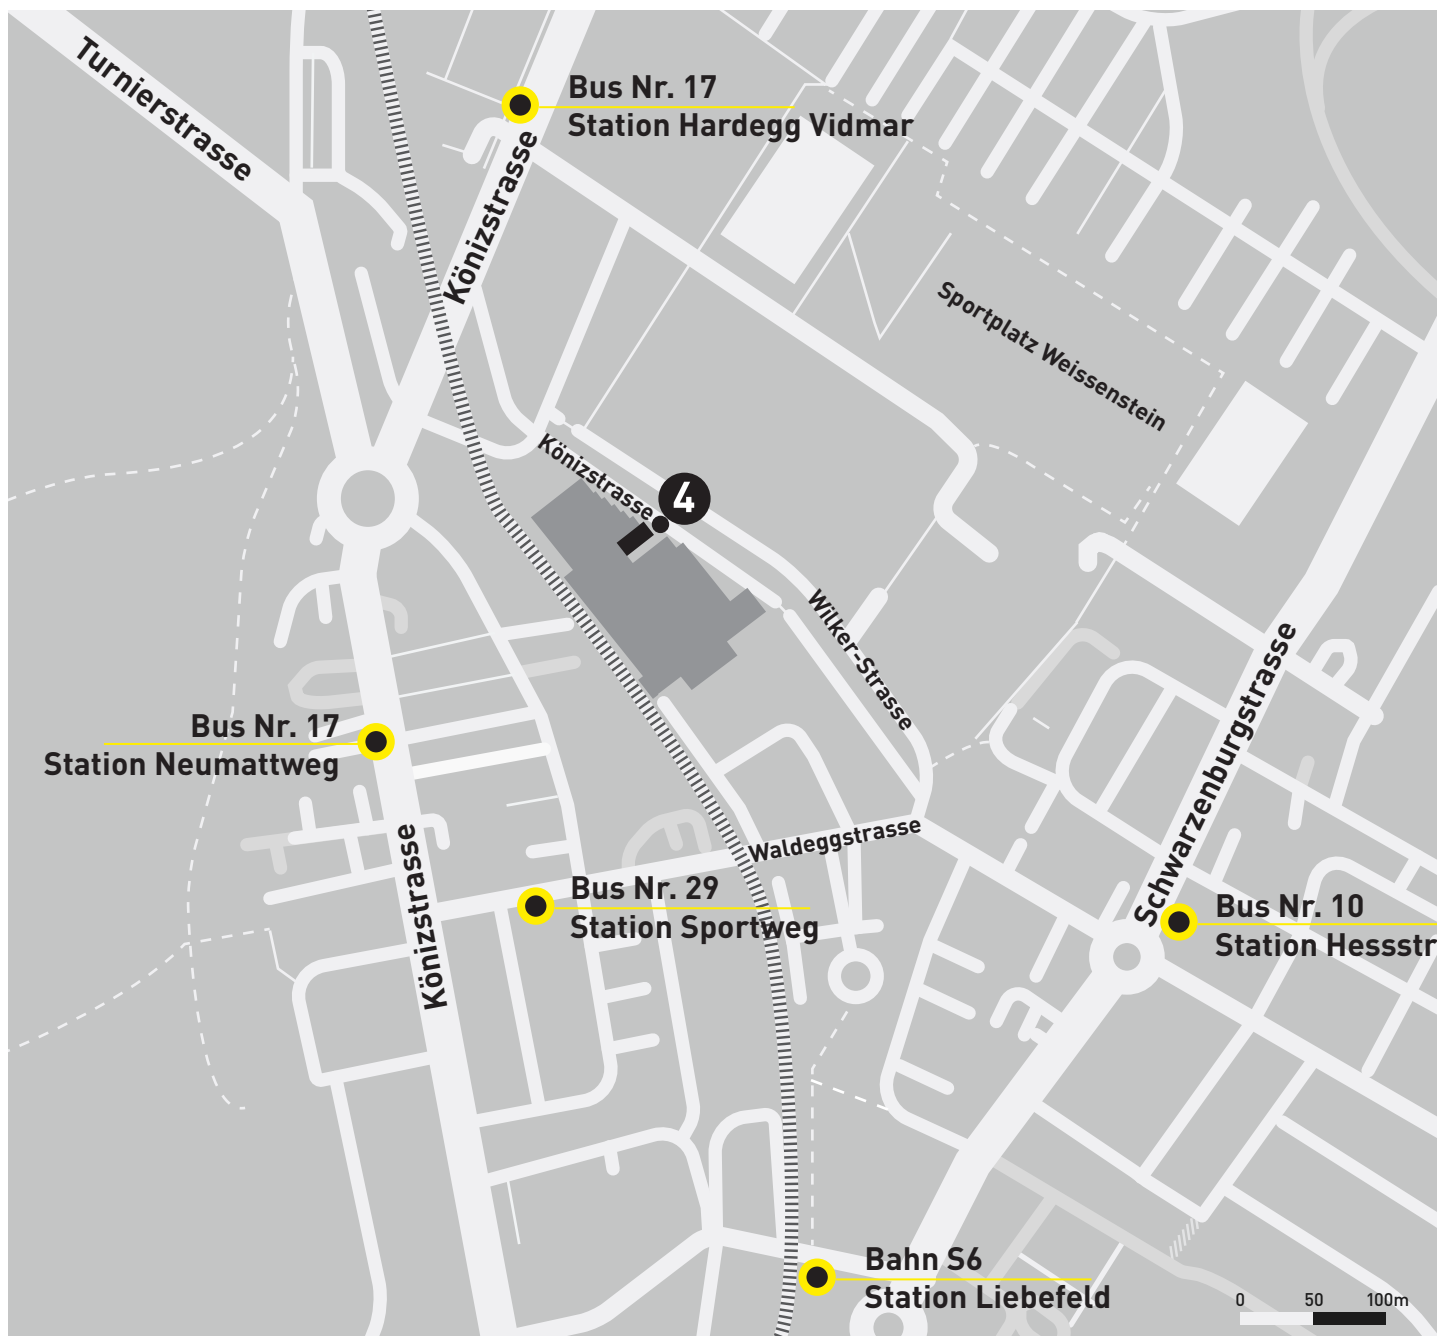 Turnierstrasse
Bus Nr. 17
Station Hardegg Vidmar
Könizstrasse
Sportplatz Weissenstein
Könizstrasse
4
Wilker-Strasse
Schwarzenburgstrasse
Bus Nr. 17
Station Neumattweg
Könizstrasse
Waldeggstrasse
Bus Nr. 29
Station Sportweg
Bus Nr. 10
Station Hessstr
Bahn S6
Station Liebefeld
0 50 100m